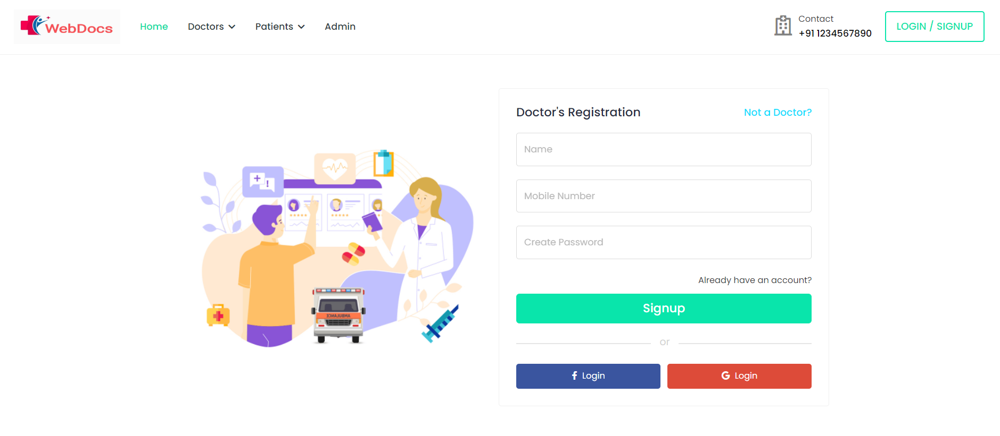 WebDocs
Home
Doctors
Patients
Admin
Contact
+91 1234567890
LOGIN / SIGNUP
Doctor's Registration
Not a Doctor?
Name
Mobile Number
Create Password
Already have an account?
Signup
or
Login
Login
AMBULANCE